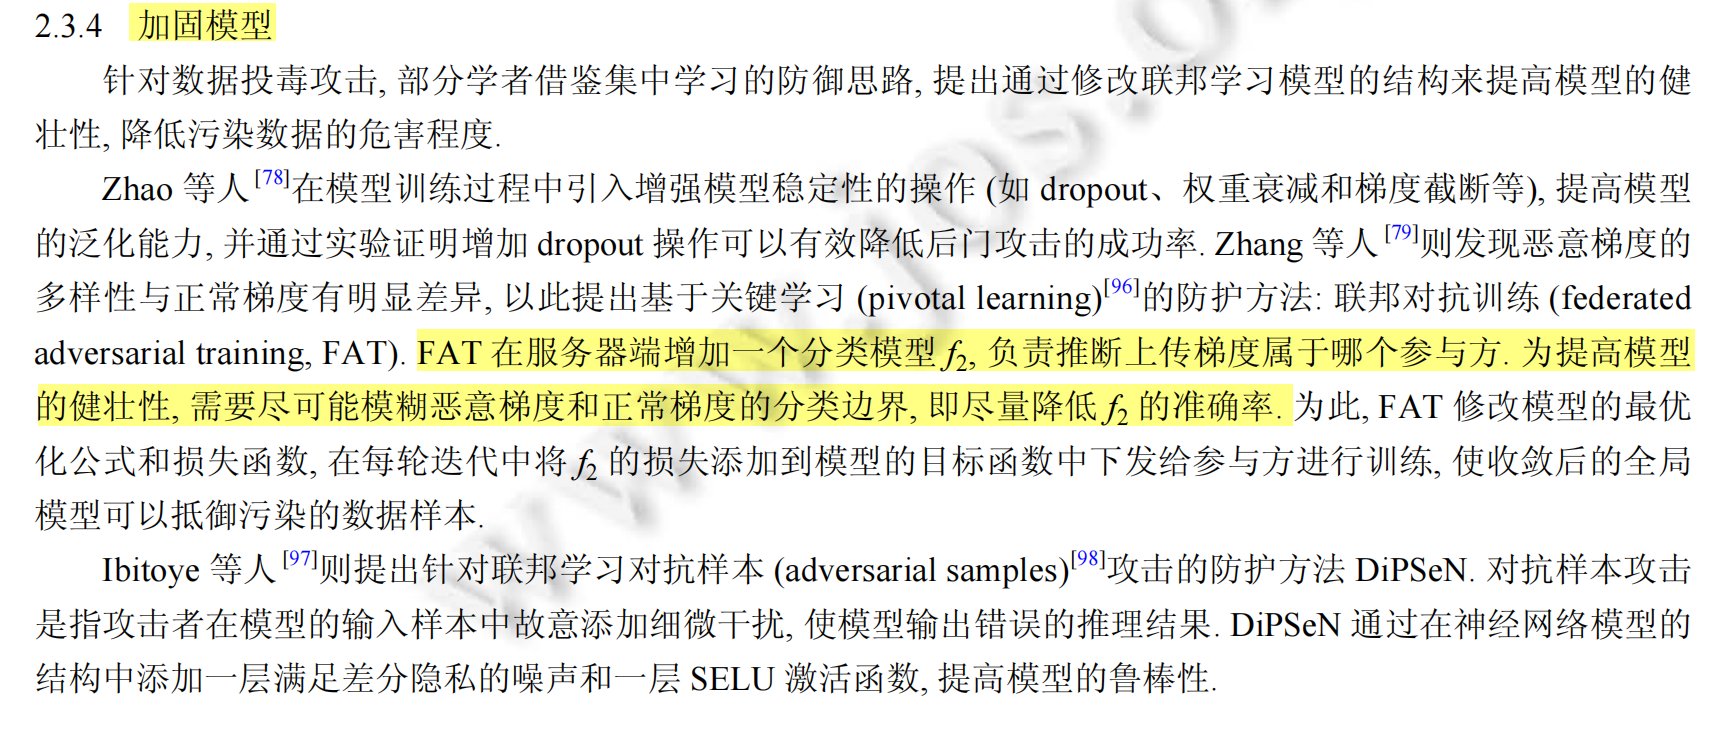 2.3.4 加固模型
针对数据投毒攻击, 部分学者借鉴集中学习的防御思路, 提出通过修改联邦学习模型的结构来提高模型的健
壮性, 降低污染数据的危害程度.
Zhao 等人[78]在模型训练过程中引入增强模型稳定性的操作 (如 dropout、权重衰减和梯度截断等), 提高模型
的泛化能力, 并通过实验证明增加 dropout 操作可以有效降低后门攻击的成功率. Zhang 等人[79]则发现恶意梯度的
多样性与正常梯度有明显差异, 以此提出基于关键学习 (pivotal learning)[96]的防护方法: 联邦对抗训练 (federated
adversarial training, FAT). FAT 在服务器端增加一个分类模型 f2, 负责推断上传梯度属于哪个参与方. 为提高模型
的健壮性, 需要尽可能模糊恶意梯度和正常梯度的分类边界, 即尽量降低 f2 的准确率. 为此, FAT 修改模型的最优
化公式和损失函数, 在每轮迭代中将 f2 的损失添加到模型的目标函数中下发给参与方进行训练, 使收敛后的全局
模型可以抵御污染的数据样本.
Ibitoye 等人[97]则提出针对联邦学习对抗样本 (adversarial samples)[98]攻击的防护方法 DiPSeN. 对抗样本攻击
是指攻击者在模型的输入样本中故意添加细微干扰, 使模型输出错误的推理结果. DiPSeN 通过在神经网络模型的
结构中添加一层满足差分隐私的噪声和一层 SELU 激活函数, 提高模型的鲁棒性.
www.jos.o